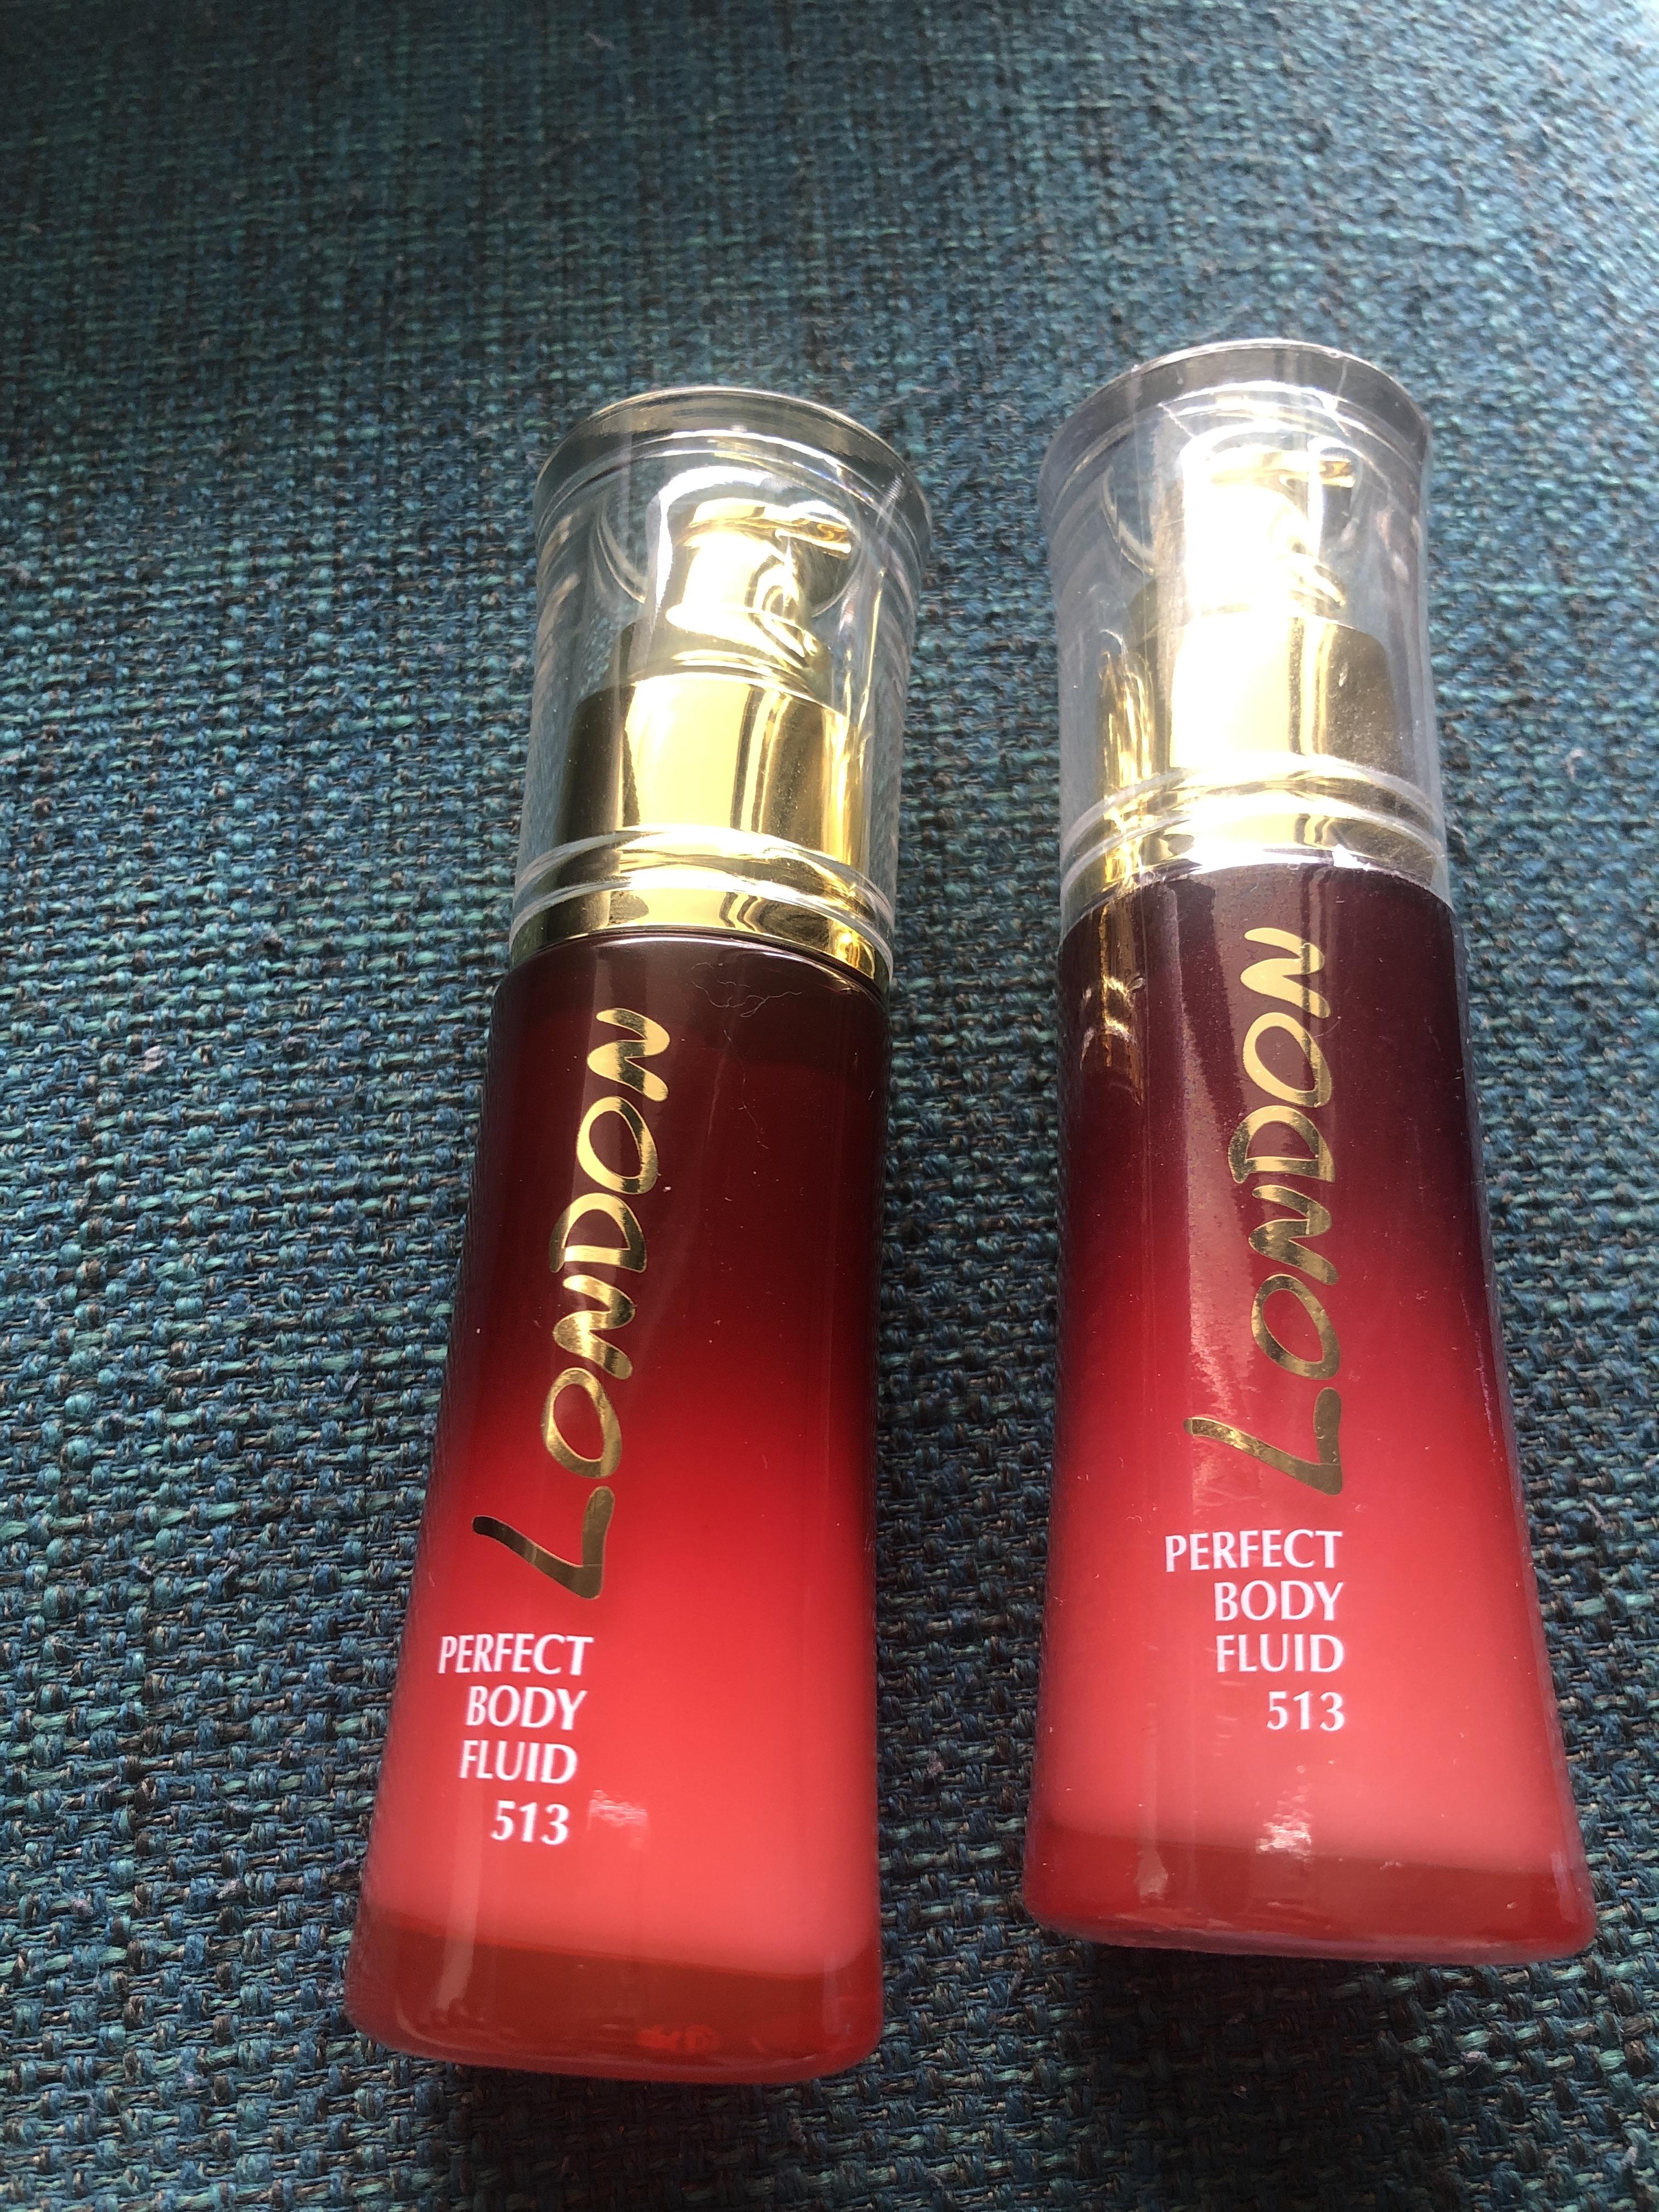 LONDON
PERFECT
BODY
FLUID
513
LONDON
PERFECT
BODY
FLUID
513